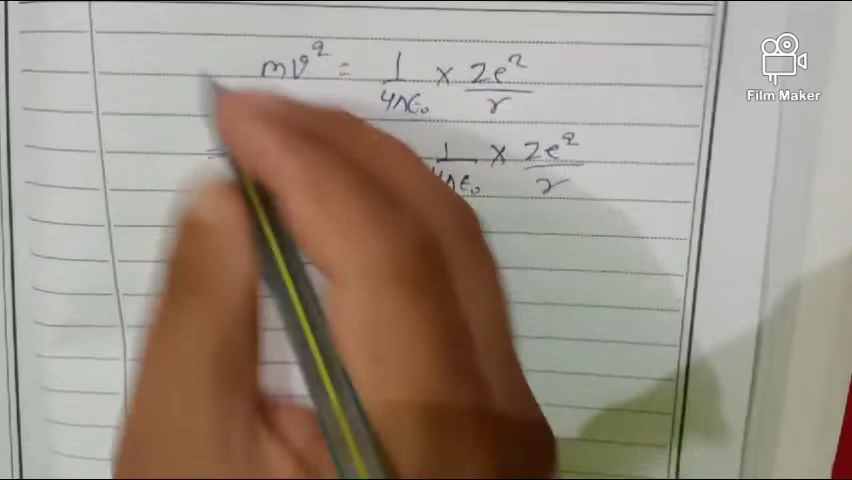 mv² = 1/4πε₀ × Ze²/r
1/4πε₀ × Ze²/r
Film Maker